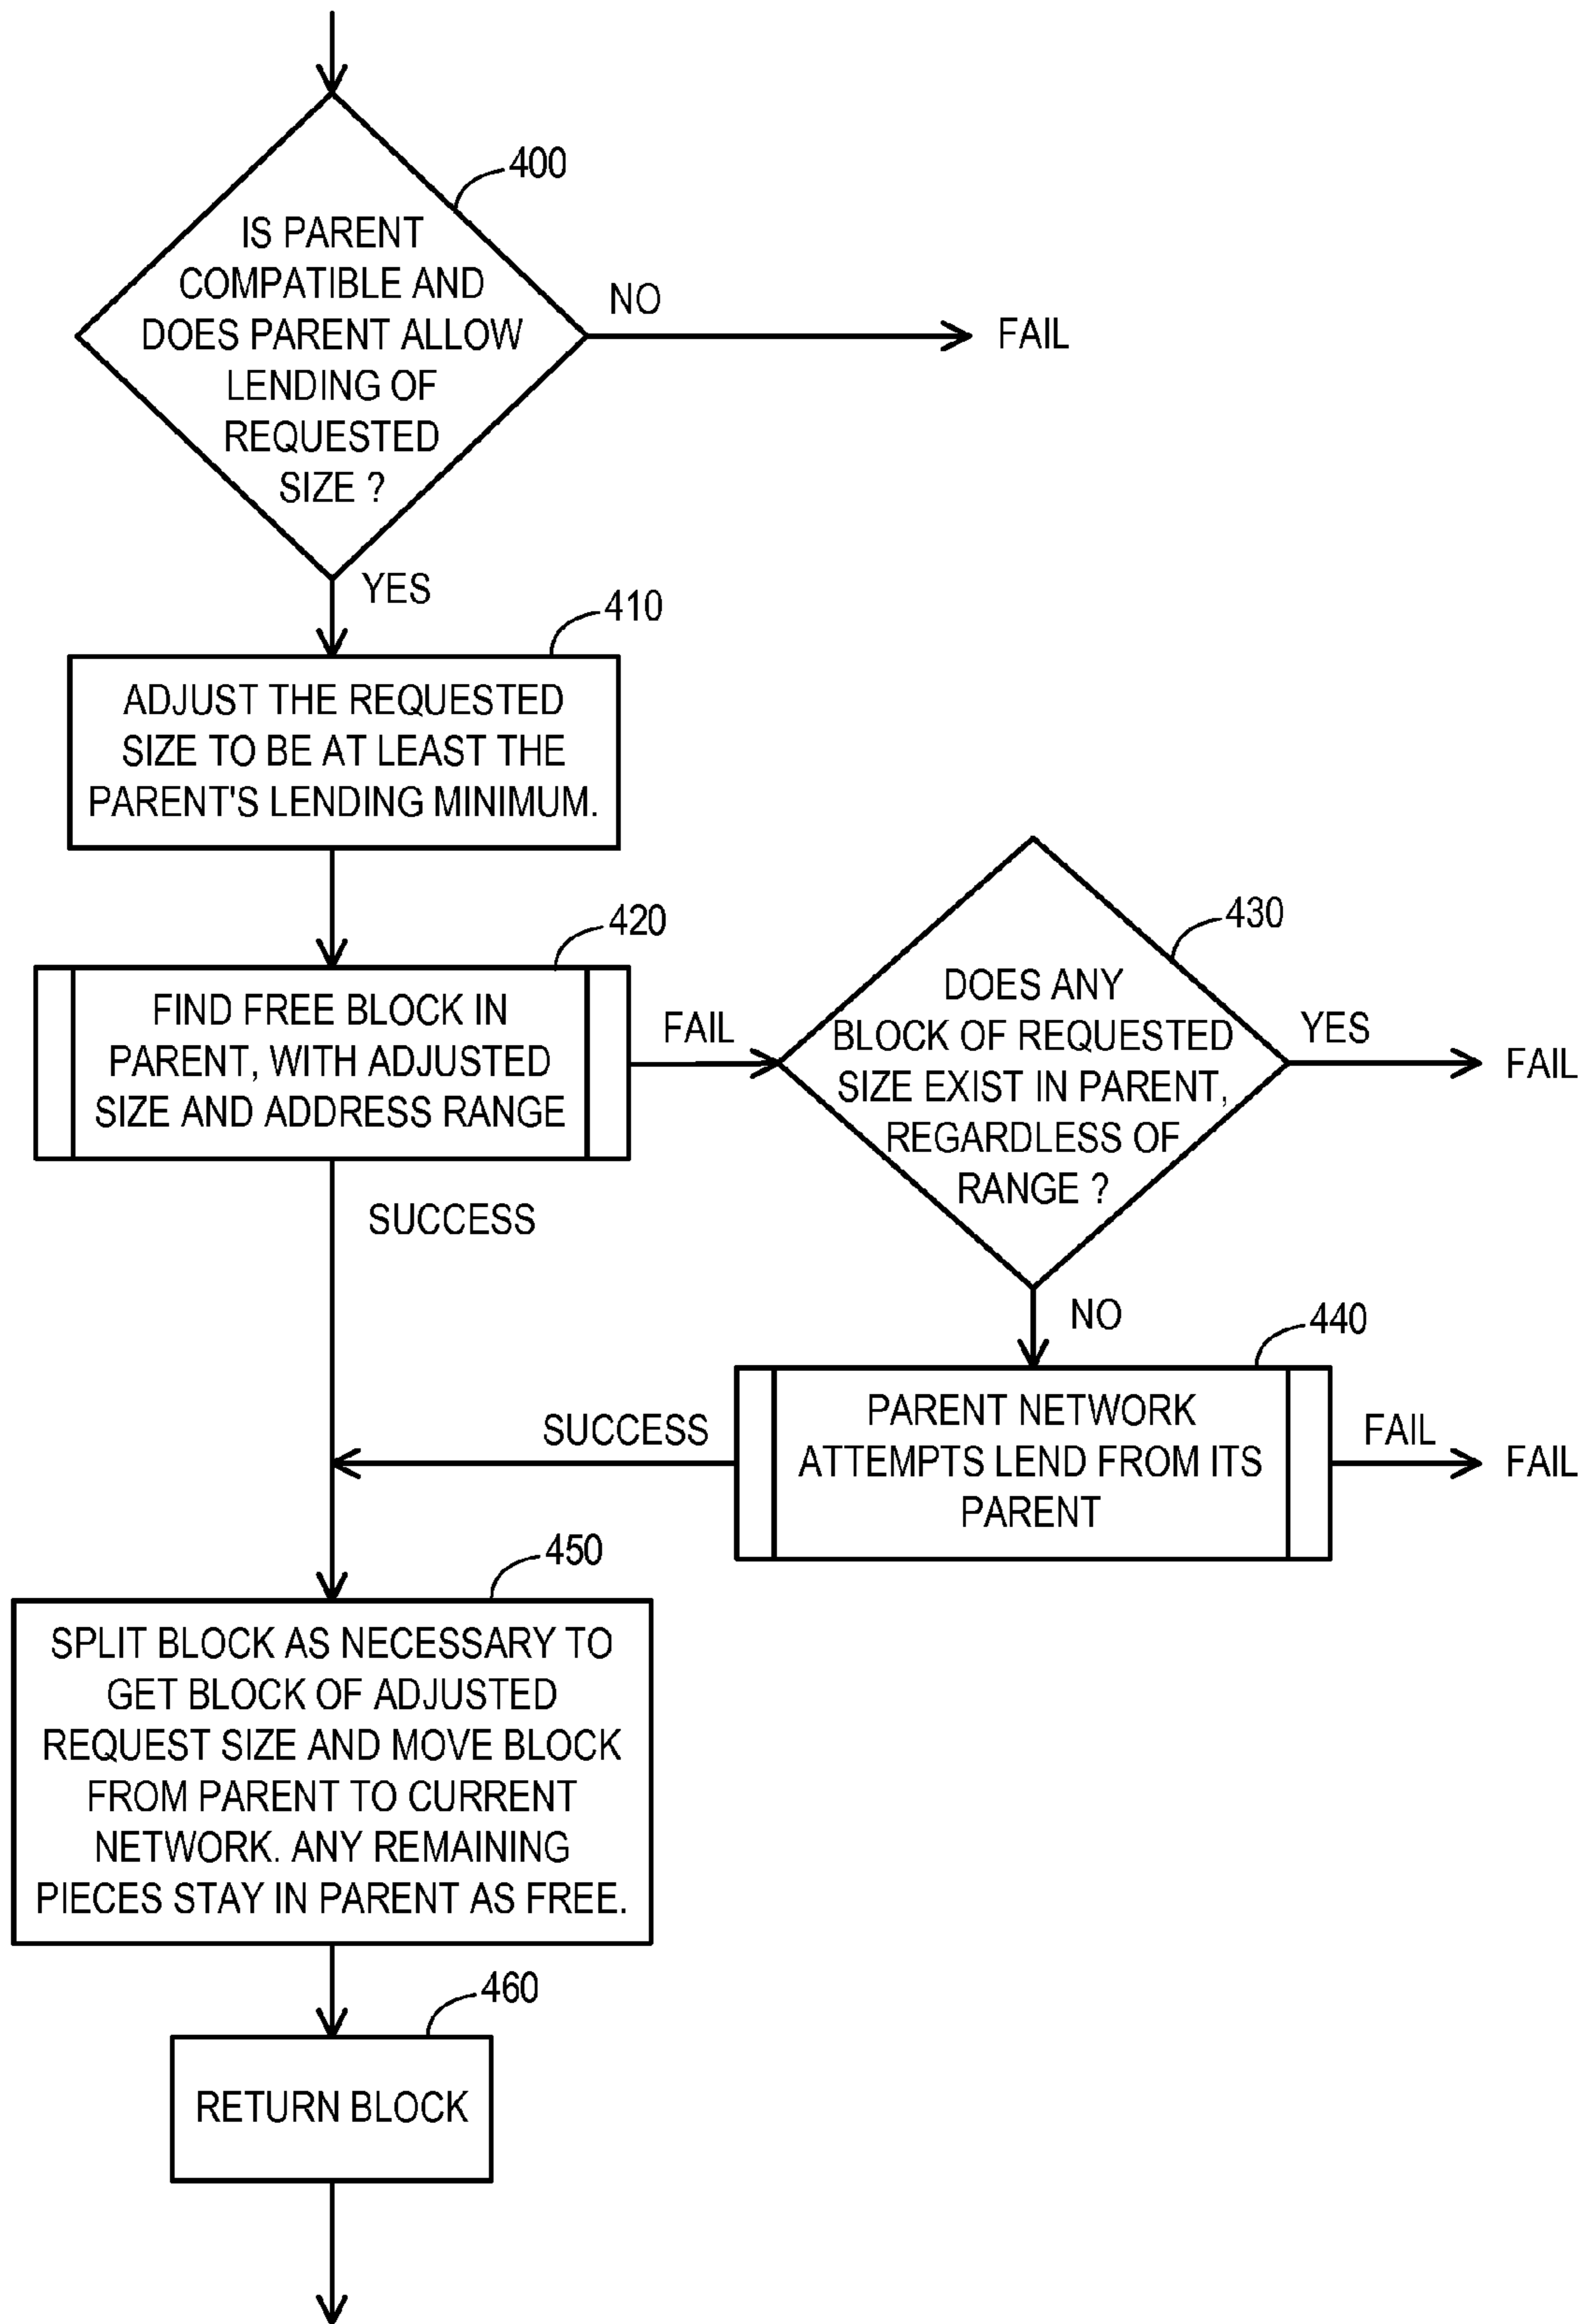 400
IS PARENT
COMPATIBLE AND
DOES PARENT ALLOW
LENDING OF
REQUESTED
SIZE ?
NO
FAIL
YES
410
ADJUST THE REQUESTED
SIZE TO BE AT LEAST THE
PARENT'S LENDING MINIMUM.
420
FIND FREE BLOCK IN
PARENT, WITH ADJUSTED
SIZE AND ADDRESS RANGE
FAIL
430
DOES ANY
BLOCK OF REQUESTED
SIZE EXIST IN PARENT,
REGARDLESS OF
RANGE ?
YES
FAIL
SUCCESS
NO
440
PARENT NETWORK
ATTEMPTS LEND FROM ITS
PARENT
SUCCESS
FAIL
FAIL
450
SPLIT BLOCK AS NECESSARY TO
GET BLOCK OF ADJUSTED
REQUEST SIZE AND MOVE BLOCK
FROM PARENT TO CURRENT
NETWORK. ANY REMAINING
PIECES STAY IN PARENT AS FREE.
460
RETURN BLOCK